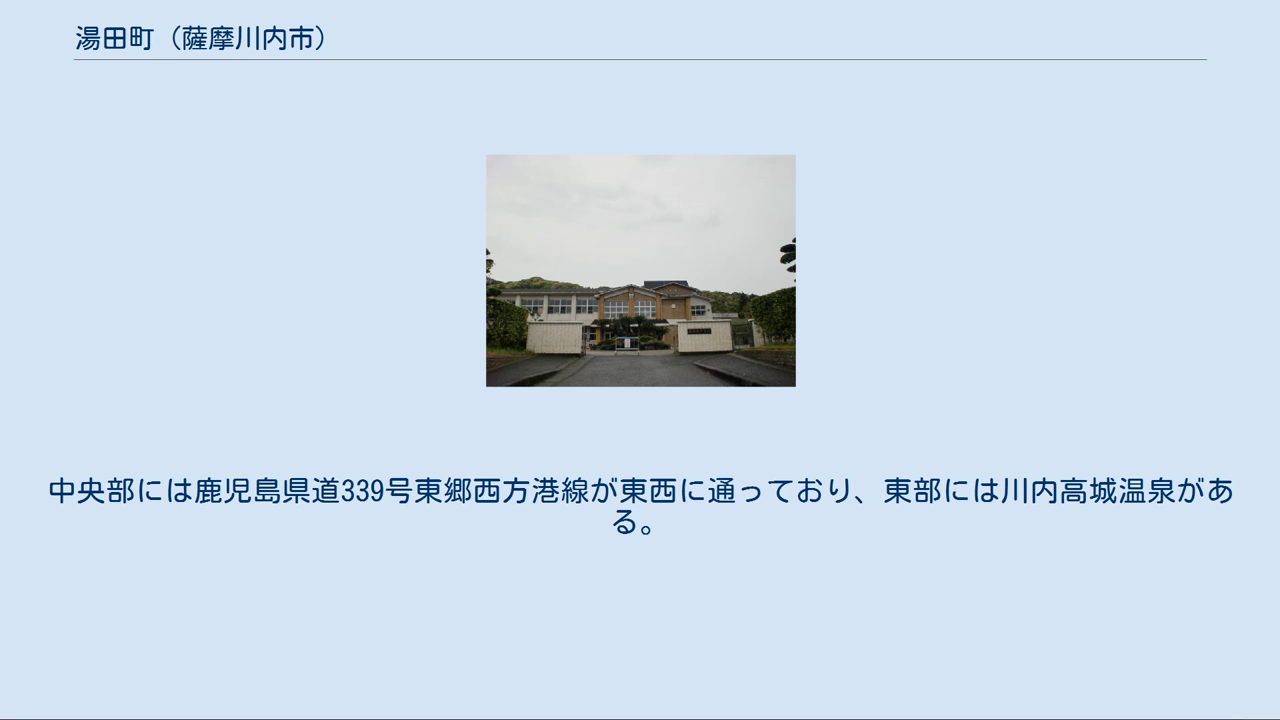 湯田町（薩摩川内市）
中央部には鹿児島県道339号東郷西方港線が東西に通っており、東部には川内高城温泉があ
る。